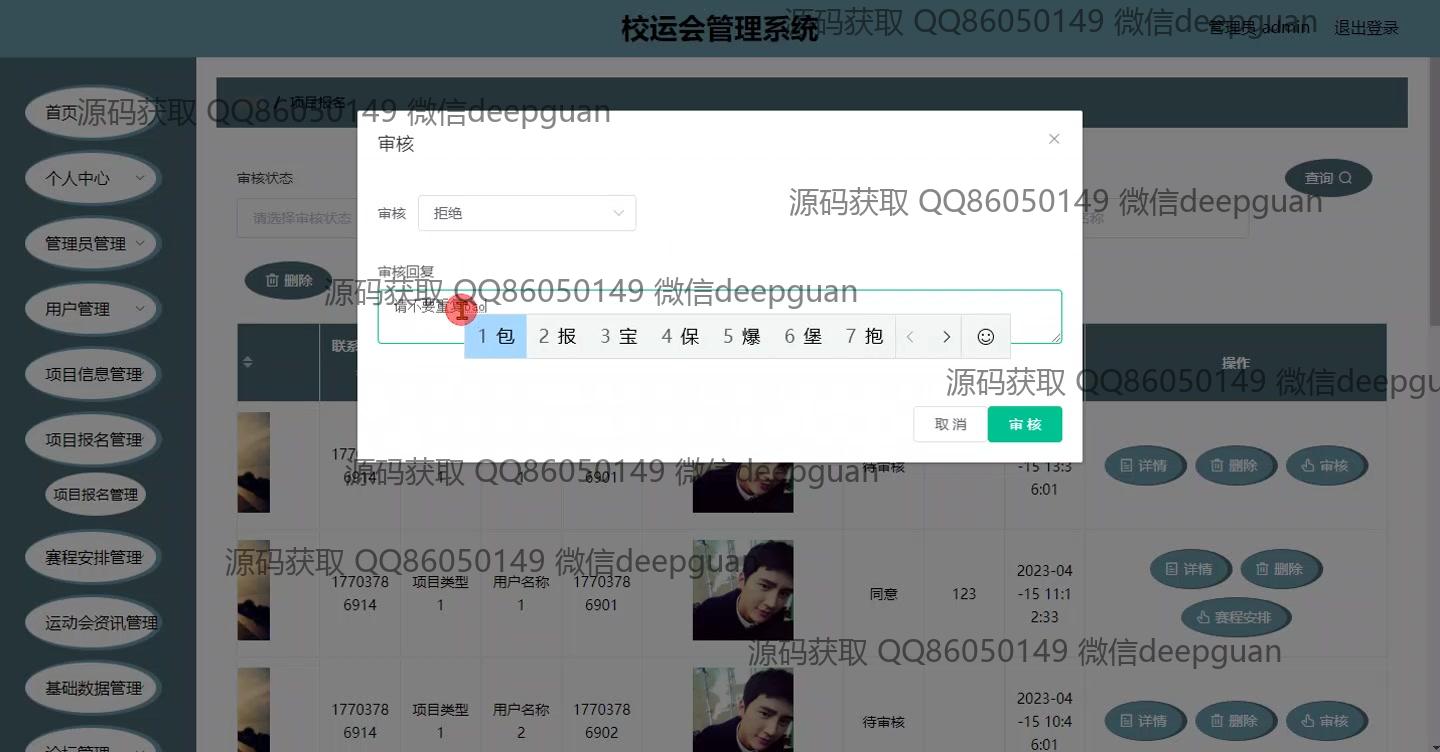 校运会管理系统
管理员 admin
退出登录
源码获取 QQ86050149 微信deepguan
首页
/ 项目报名
源码获取 QQ86050149 微信deepguan
个人中心
管理员管理
用户管理
项目信息管理
项目报名管理
项目报名管理
赛程安排管理
运动会资讯管理
基础数据管理
论坛管理
审核状态
请选择审核状态
名称
查询
删除
审核
审核 拒绝
源码获取 QQ86050149 微信deepguan
审核回复
源码获取 QQ86050149 微信deepguan
请不要重
1 包 2 报 3 宝 4 保 5 爆 6 堡 7 抱
取消 审核
联系
操作
源码获取 QQ86050149 微信deepgu
177
6914
1
6901
待审核
-15 13:3
6:01
详情 删除 审核
源码获取 QQ86050149 微信deepguan
源码获取 QQ86050149 微信deepguan
1770378
6914
项目类型
1
用户名称
1
1770378
6901
同意
123
2023-04
-15 11:1
2:33
详情 删除
赛程安排
源码获取 QQ86050149 微信deepguan
1770378
6914
项目类型
1
用户名称
2
1770378
6902
待审核
2023-04
-15 10:4
6:01
详情 删除 审核